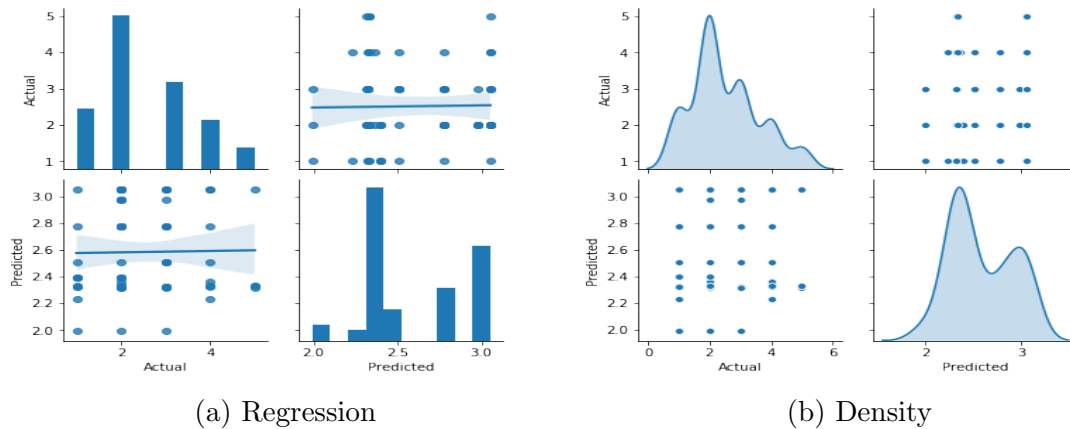 5
4
3
2
1
Actual
3.0
2.8
2.6
2.4
2.2
2.0
Predicted
2 4
Actual
2.0 2.5 3.0
Predicted
(a) Regression
5
4
3
2
1
Actual
3.0
2.8
2.6
2.4
2.2
2.0
Predicted
0 2 4 6
Actual
2 3
Predicted
(b) Density